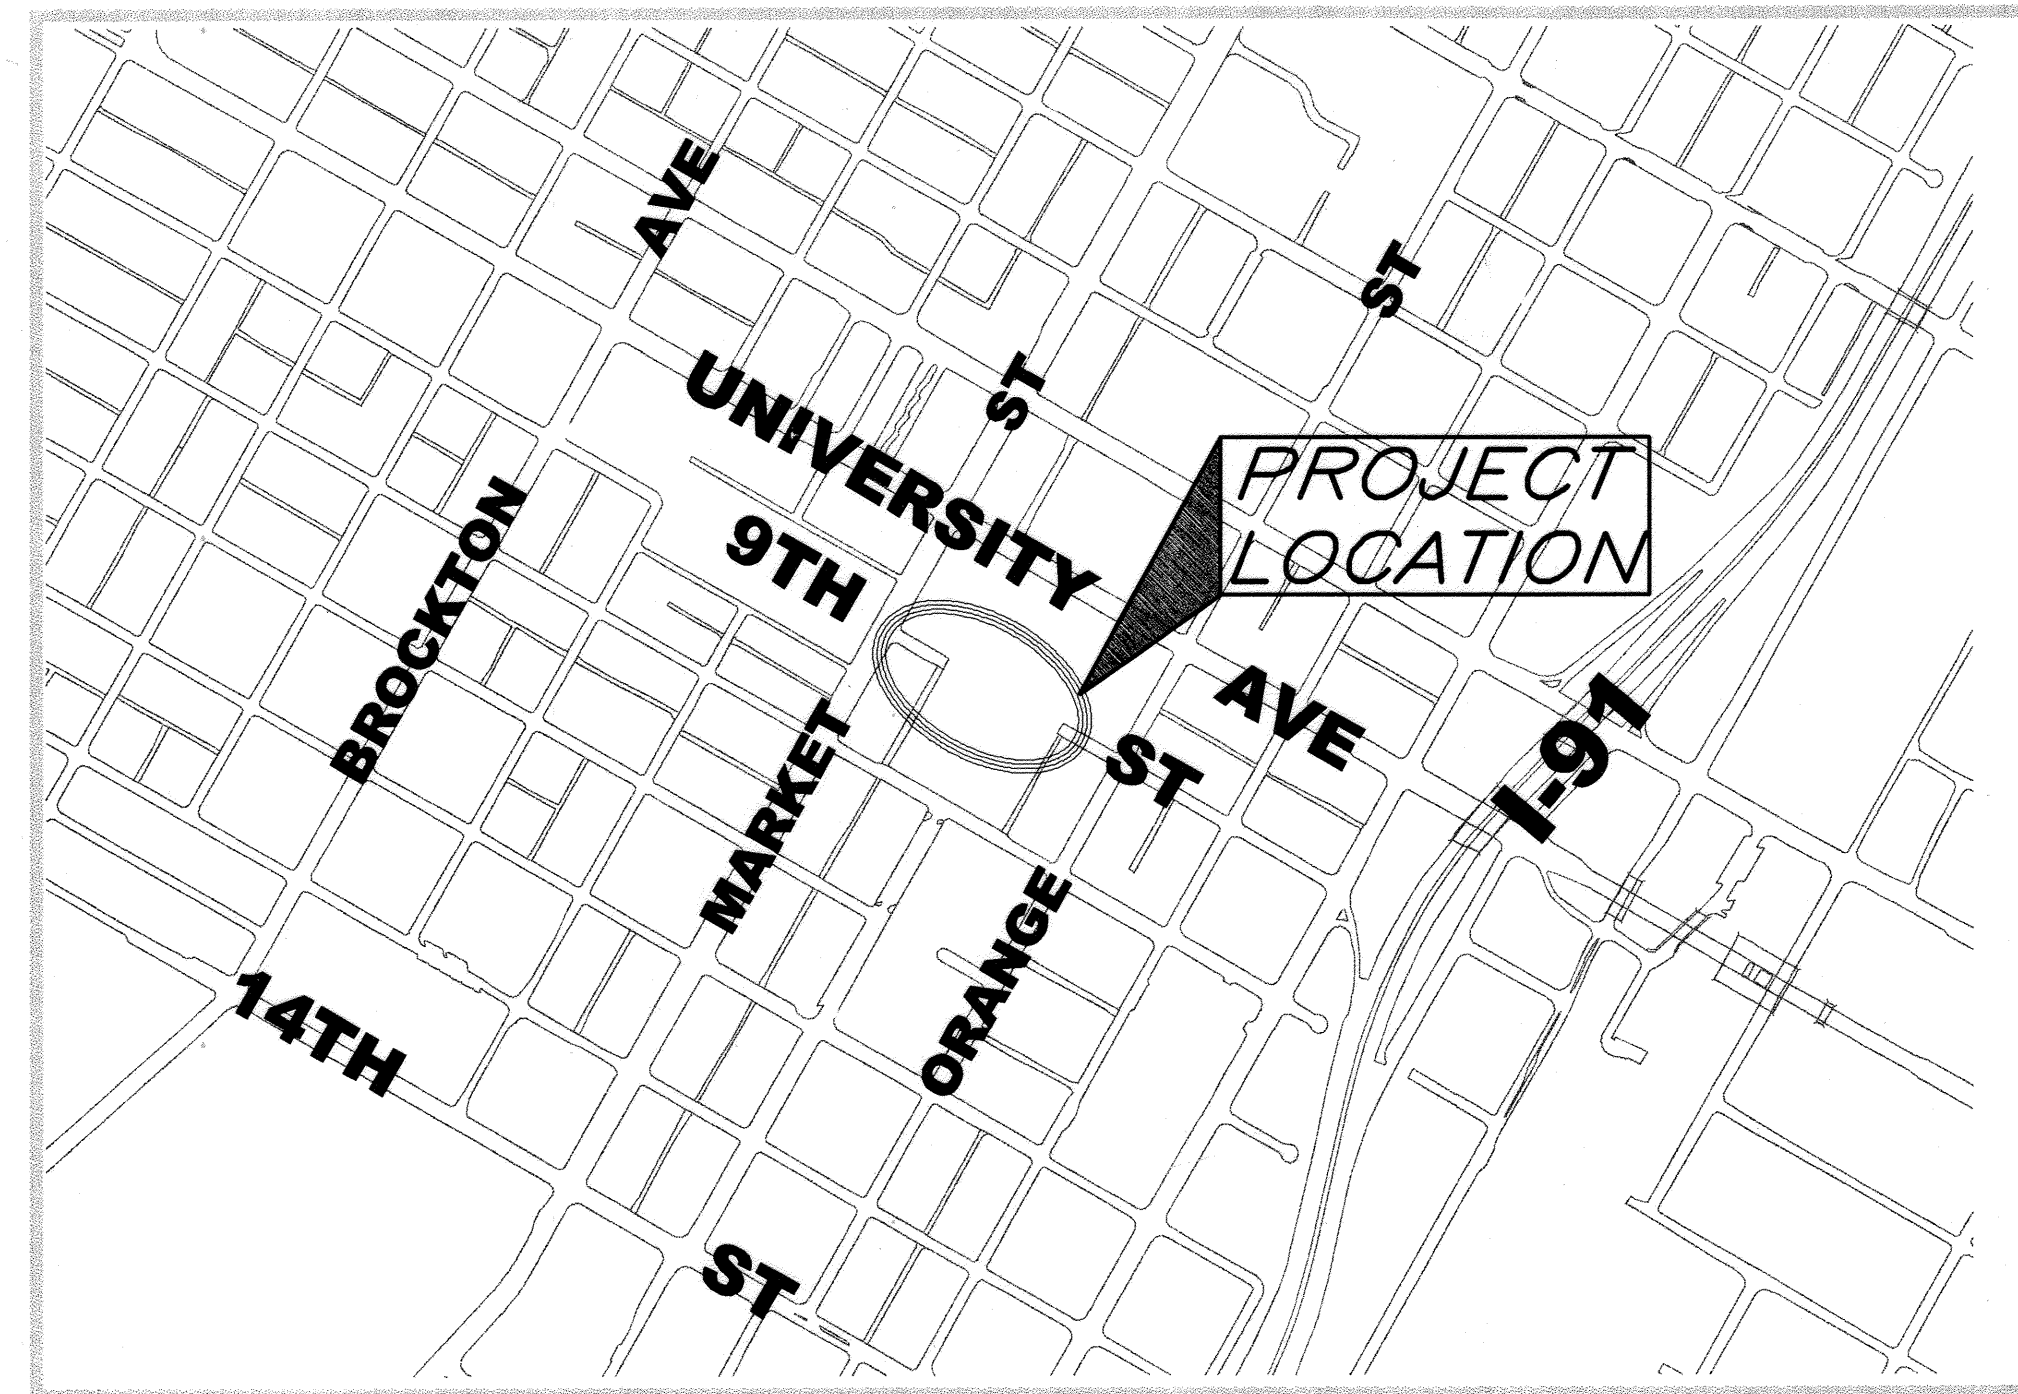 AVE
ST
ST
UNIVERSITY
PROJECT
LOCATION
BROCKTON
9TH
MARKET
AVE
I-91
ST
ORANGE
14TH
ST